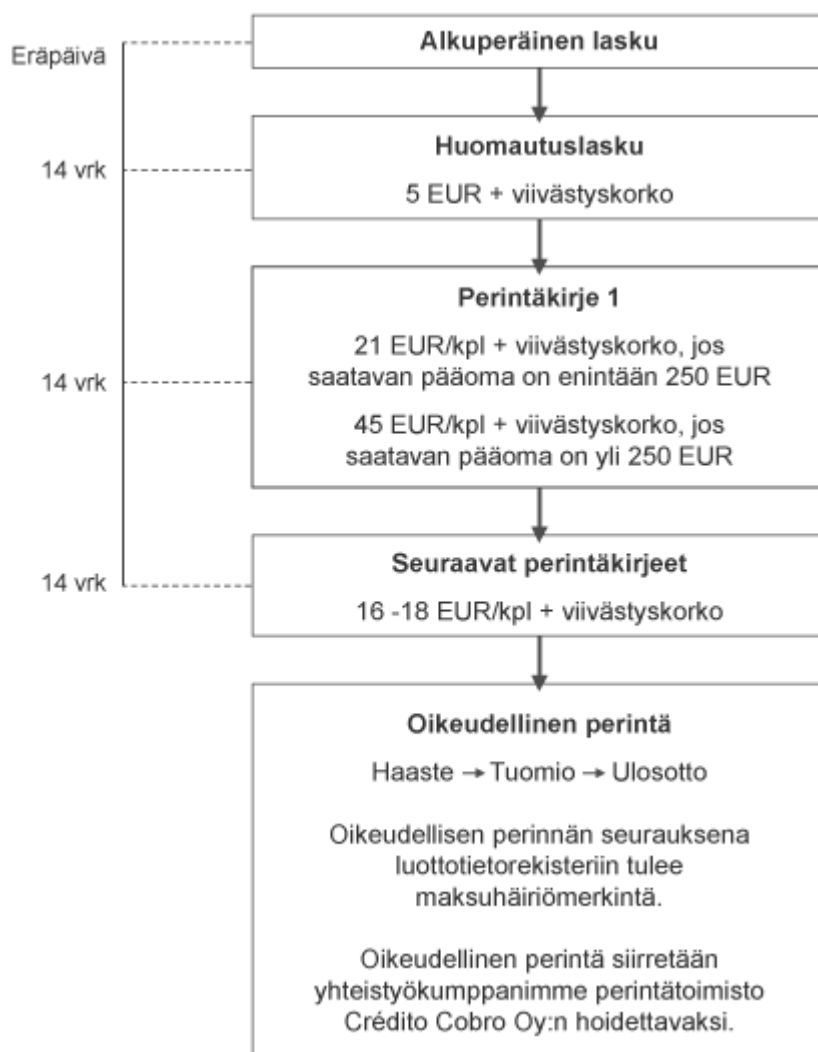 Eräpäivä
Alkuperäinen lasku
14 vrk
Huomautuslasku
5 EUR + viivästyskorko
14 vrk
Perintäkirje 1
21 EUR/kpl + viivästyskorko, jos
saatavan pääoma on enintään 250 EUR
45 EUR/kpl + viivästyskorko, jos
saatavan pääoma on yli 250 EUR
14 vrk
Seuraavat perintäkirjeet
16 -18 EUR/kpl + viivästyskorko
Oikeudellinen perintä
Haaste → Tuomio → Ulosotto
Oikeudellisen perinnän seurauksena
luottotietorekisteriin tulee
maksuhäiriömerkintä.
Oikeudellinen perintä siirretään
yhteistyökumppanimme perintätoimisto
Crédito Cobro Oy:n hoidettavaksi.